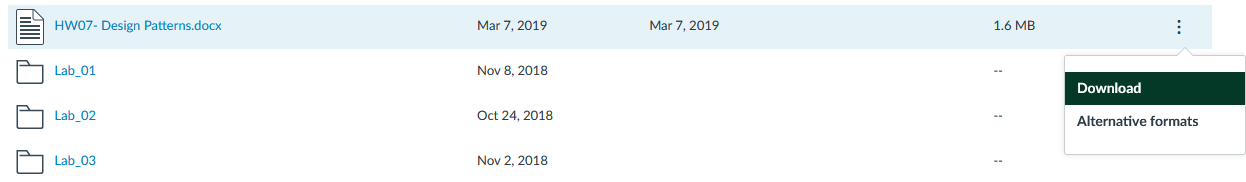 HW07- Design Patterns.docx Mar 7, 2019 Mar 7, 2019 1.6 MB
Lab_01 Nov 8, 2018 --
Download
Lab_02 Oct 24, 2018 --
Alternative formats
Lab_03 Nov 2, 2018 --